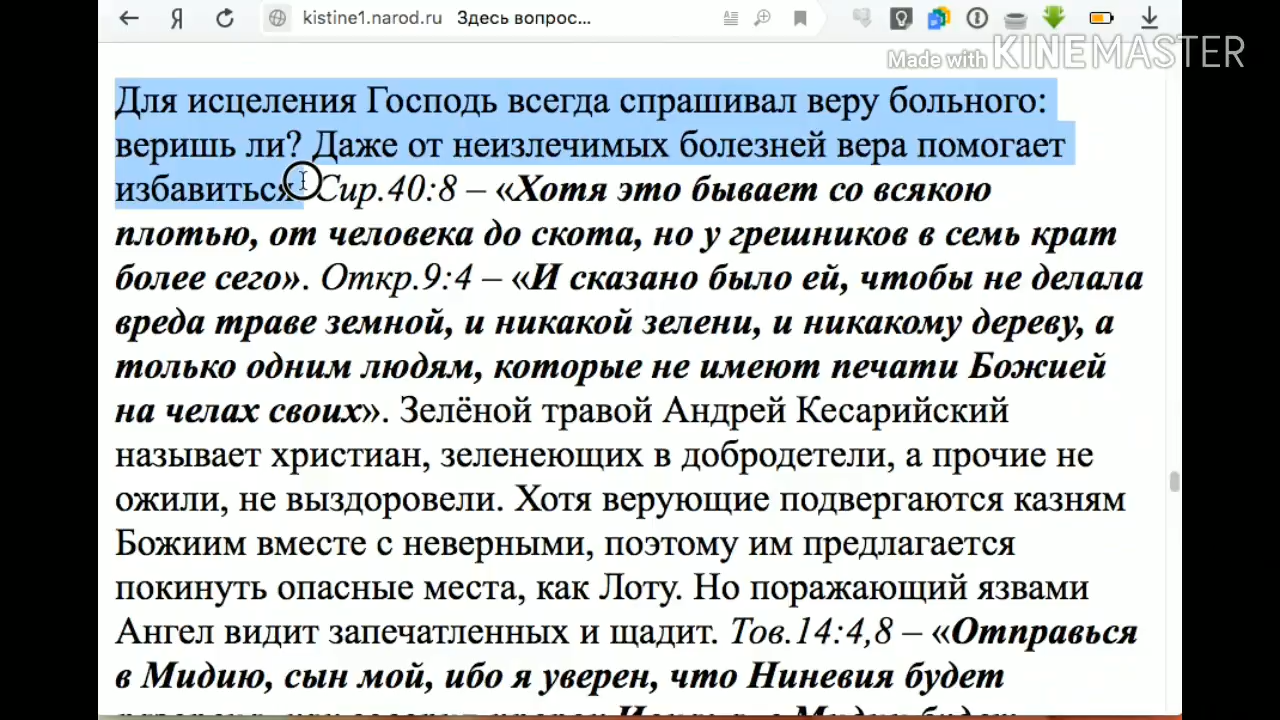 kistine1.narod.ru Здесь вопрос...
Made with KINEMASTER
Для исцеления Господь всегда спрашивал веру больного:
веришь ли? Даже от неизлечимых болезней вера помогает
избавиться. Сир.40:8 – «Хотя это бывает со всякою
плотью, от человека до скота, но у грешников в семь крат
более сего». Откр.9:4 – «И сказано было ей, чтобы не делала
вреда траве земной, и никакой зелени, и никакому дереву, а
только одним людям, которые не имеют печати Божией
на челах своих». Зелёной травой Андрей Кесарийский
называет христиан, зеленеющих в добродетели, а прочие не
ожили, не выздоровели. Хотя верующие подвергаются казням
Божиим вместе с неверными, поэтому им предлагается
покинуть опасные места, как Лоту. Но поражающий язвами
Ангел видит запечатленных и щадит. Тов.14:4,8 – «Отправься
в Мидию, сын мой, ибо я уверен, что Ниневия будет